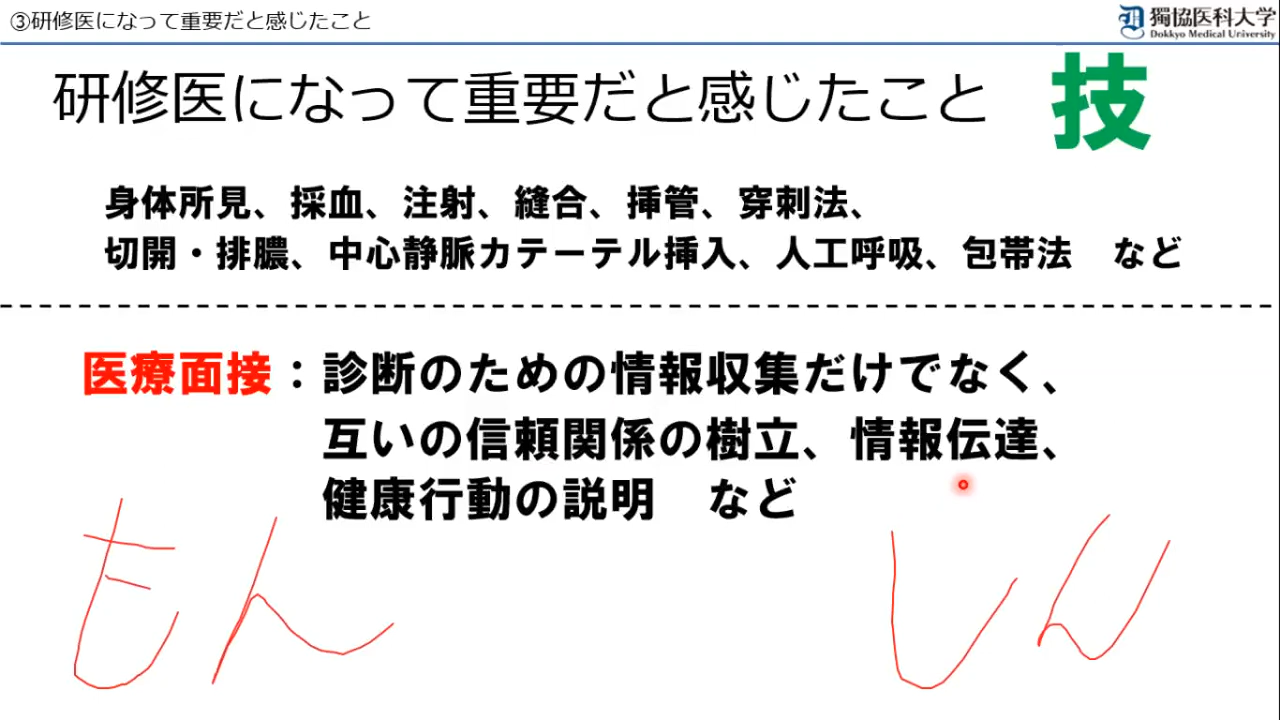 ③研修医になって重要だと感じたこと
獨協医科大学
Dokkyo Medical University
研修医になって重要だと感じたこと 技
身体所見、採血、注射、縫合、挿管、穿刺法、
切開・排膿、中心静脈カテーテル挿入、人工呼吸、包帯法 など
医療面接：診断のための情報収集だけでなく、
互いの信頼関係の樹立、情報伝達、
健康行動の説明 など
もん しん